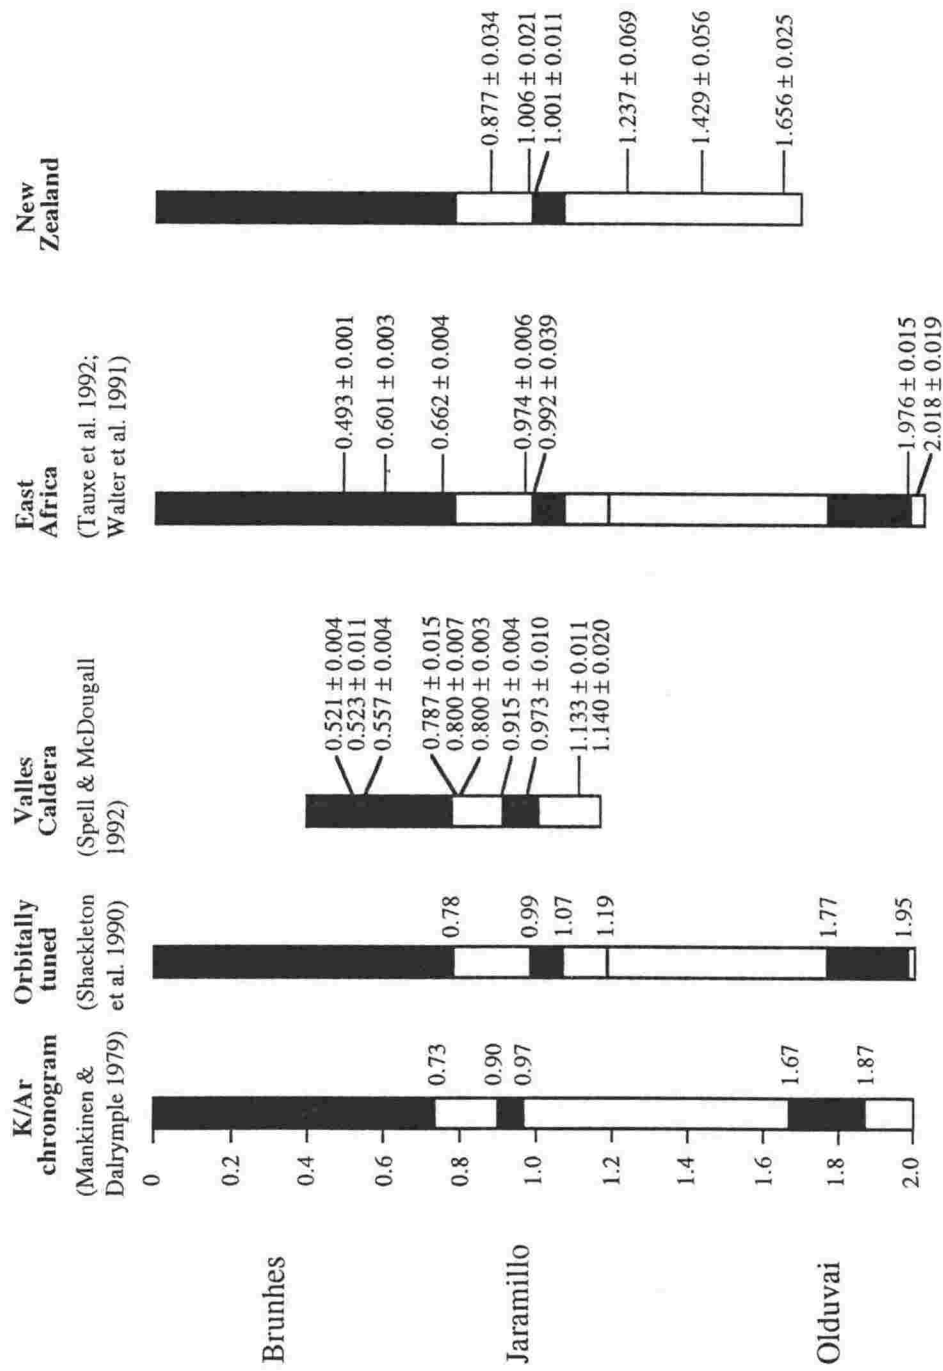 K/Ar
chronogram
(Mankinen &
Dalrymple 1979)
Orbitally
tuned
(Shackleton
et al. 1990)
Valles
Caldera
(Spell & McDougall
1992)
East
Africa
(Tauxe et al. 1992;
Walter et al. 1991)
New
Zealand
Brunhes
Jaramillo
Olduvai
0
0.2
0.4
0.6
0.8
1.0
1.2
1.4
1.6
1.8
2.0
0.73
0.90
0.97
1.67
1.87
0.78
0.99
1.07
1.19
1.77
1.95
0.521 ± 0.004
0.523 ± 0.011
0.557 ± 0.004
0.787 ± 0.015
0.800 ± 0.007
0.800 ± 0.003
0.915 ± 0.004
0.973 ± 0.010
1.133 ± 0.011
1.140 ± 0.020
0.493 ± 0.001
0.601 ± 0.003
0.662 ± 0.004
0.974 ± 0.006
0.992 ± 0.039
1.976 ± 0.015
2.018 ± 0.019
0.877 ± 0.034
1.006 ± 0.021
1.001 ± 0.011
1.237 ± 0.069
1.429 ± 0.056
1.656 ± 0.025